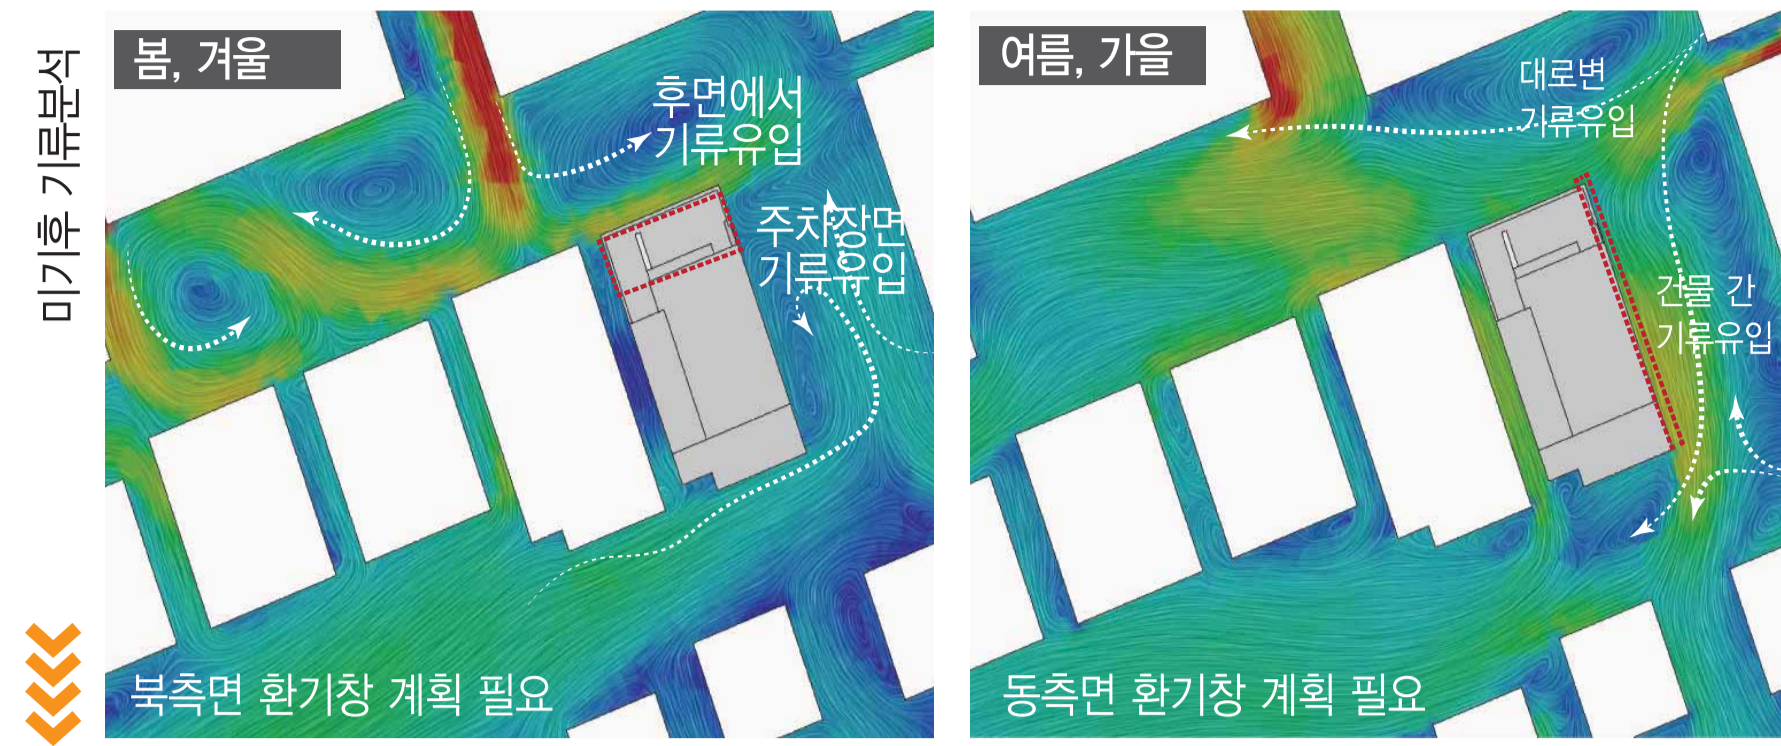 미기후 기류분석
봄, 겨울
후면에서
기류유입
주차장면
기류유입
북측면 환기창 계획 필요
여름, 가을
대로변
기류유입
건물 간
기류유입
동측면 환기창 계획 필요